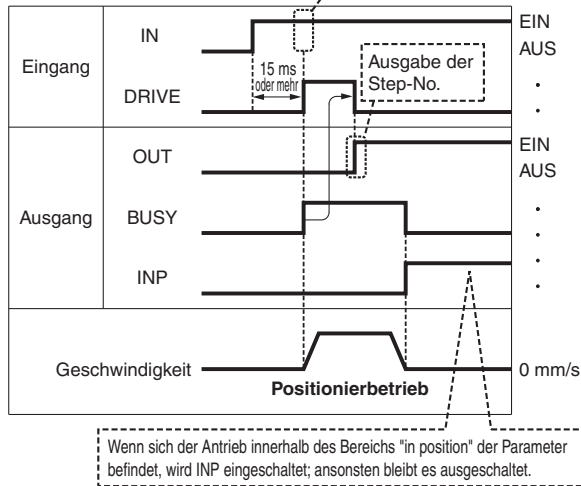 IN
EIN
AUS
Eingang
15 ms
oder mehr
Ausgabe der
Step-No.
DRIVE
OUT
EIN
AUS
Ausgang
BUSY
INP
Geschwindigkeit
0 mm/s
Positionierbetrieb
Wenn sich der Antrieb innerhalb des Bereichs "in position" der Parameter
befindet, wird INP eingeschaltet; ansonsten bleibt es ausgeschaltet.